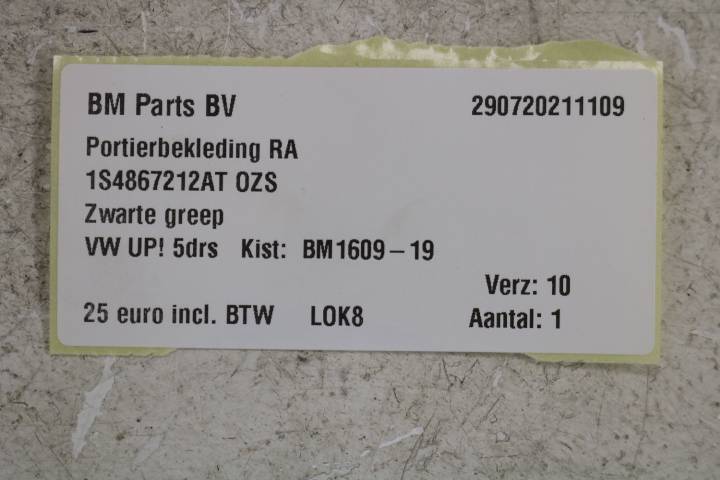 BM Parts BV 290720211109
Portierbekleding RA
1S4867212AT OZS
Zwarte greep
VW UP! 5drs Kist: BM1609-19
Verz: 10
25 euro incl. BTW LOK8 Aantal: 1